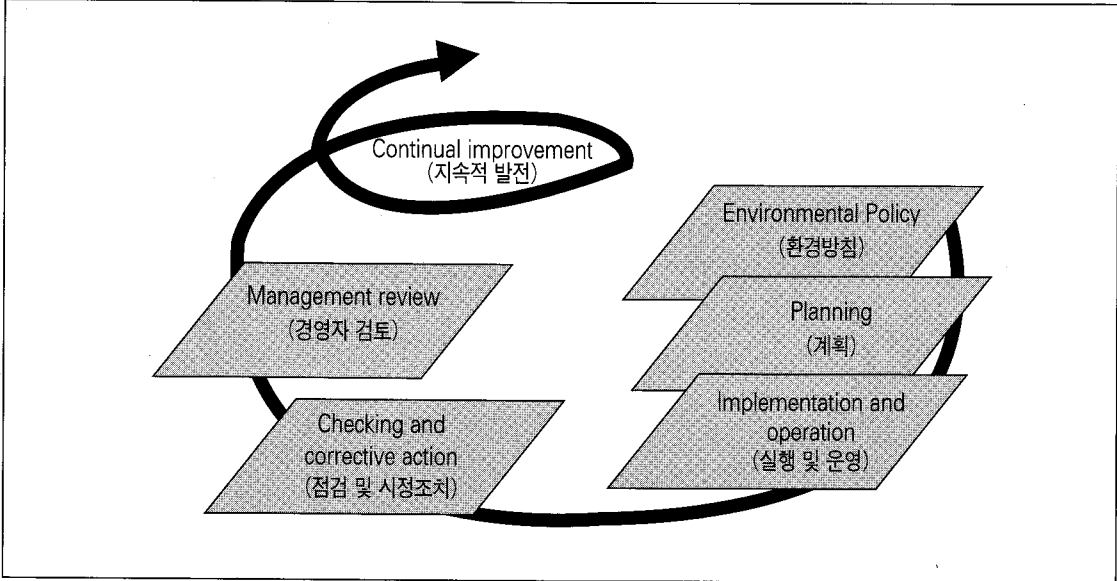 Continual improvement
(지속적 발전)
Environmental Policy
(환경방침)
Planning
(계획)
Implementation and
operation
(실행 및 운영)
Checking and
corrective action
(점검 및 시정조치)
Management review
(경영자 검토)